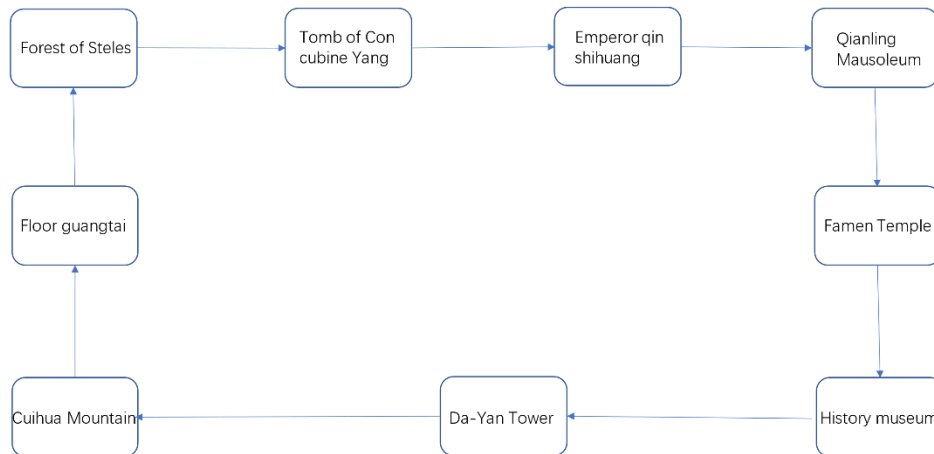 Forest of Steles
Tomb of Con
cubine Yang
Emperor qin
shihuang
Qianling
Mausoleum
Floor guangtai
Famen Temple
Cuihua Mountain
Da-Yan Tower
History museum